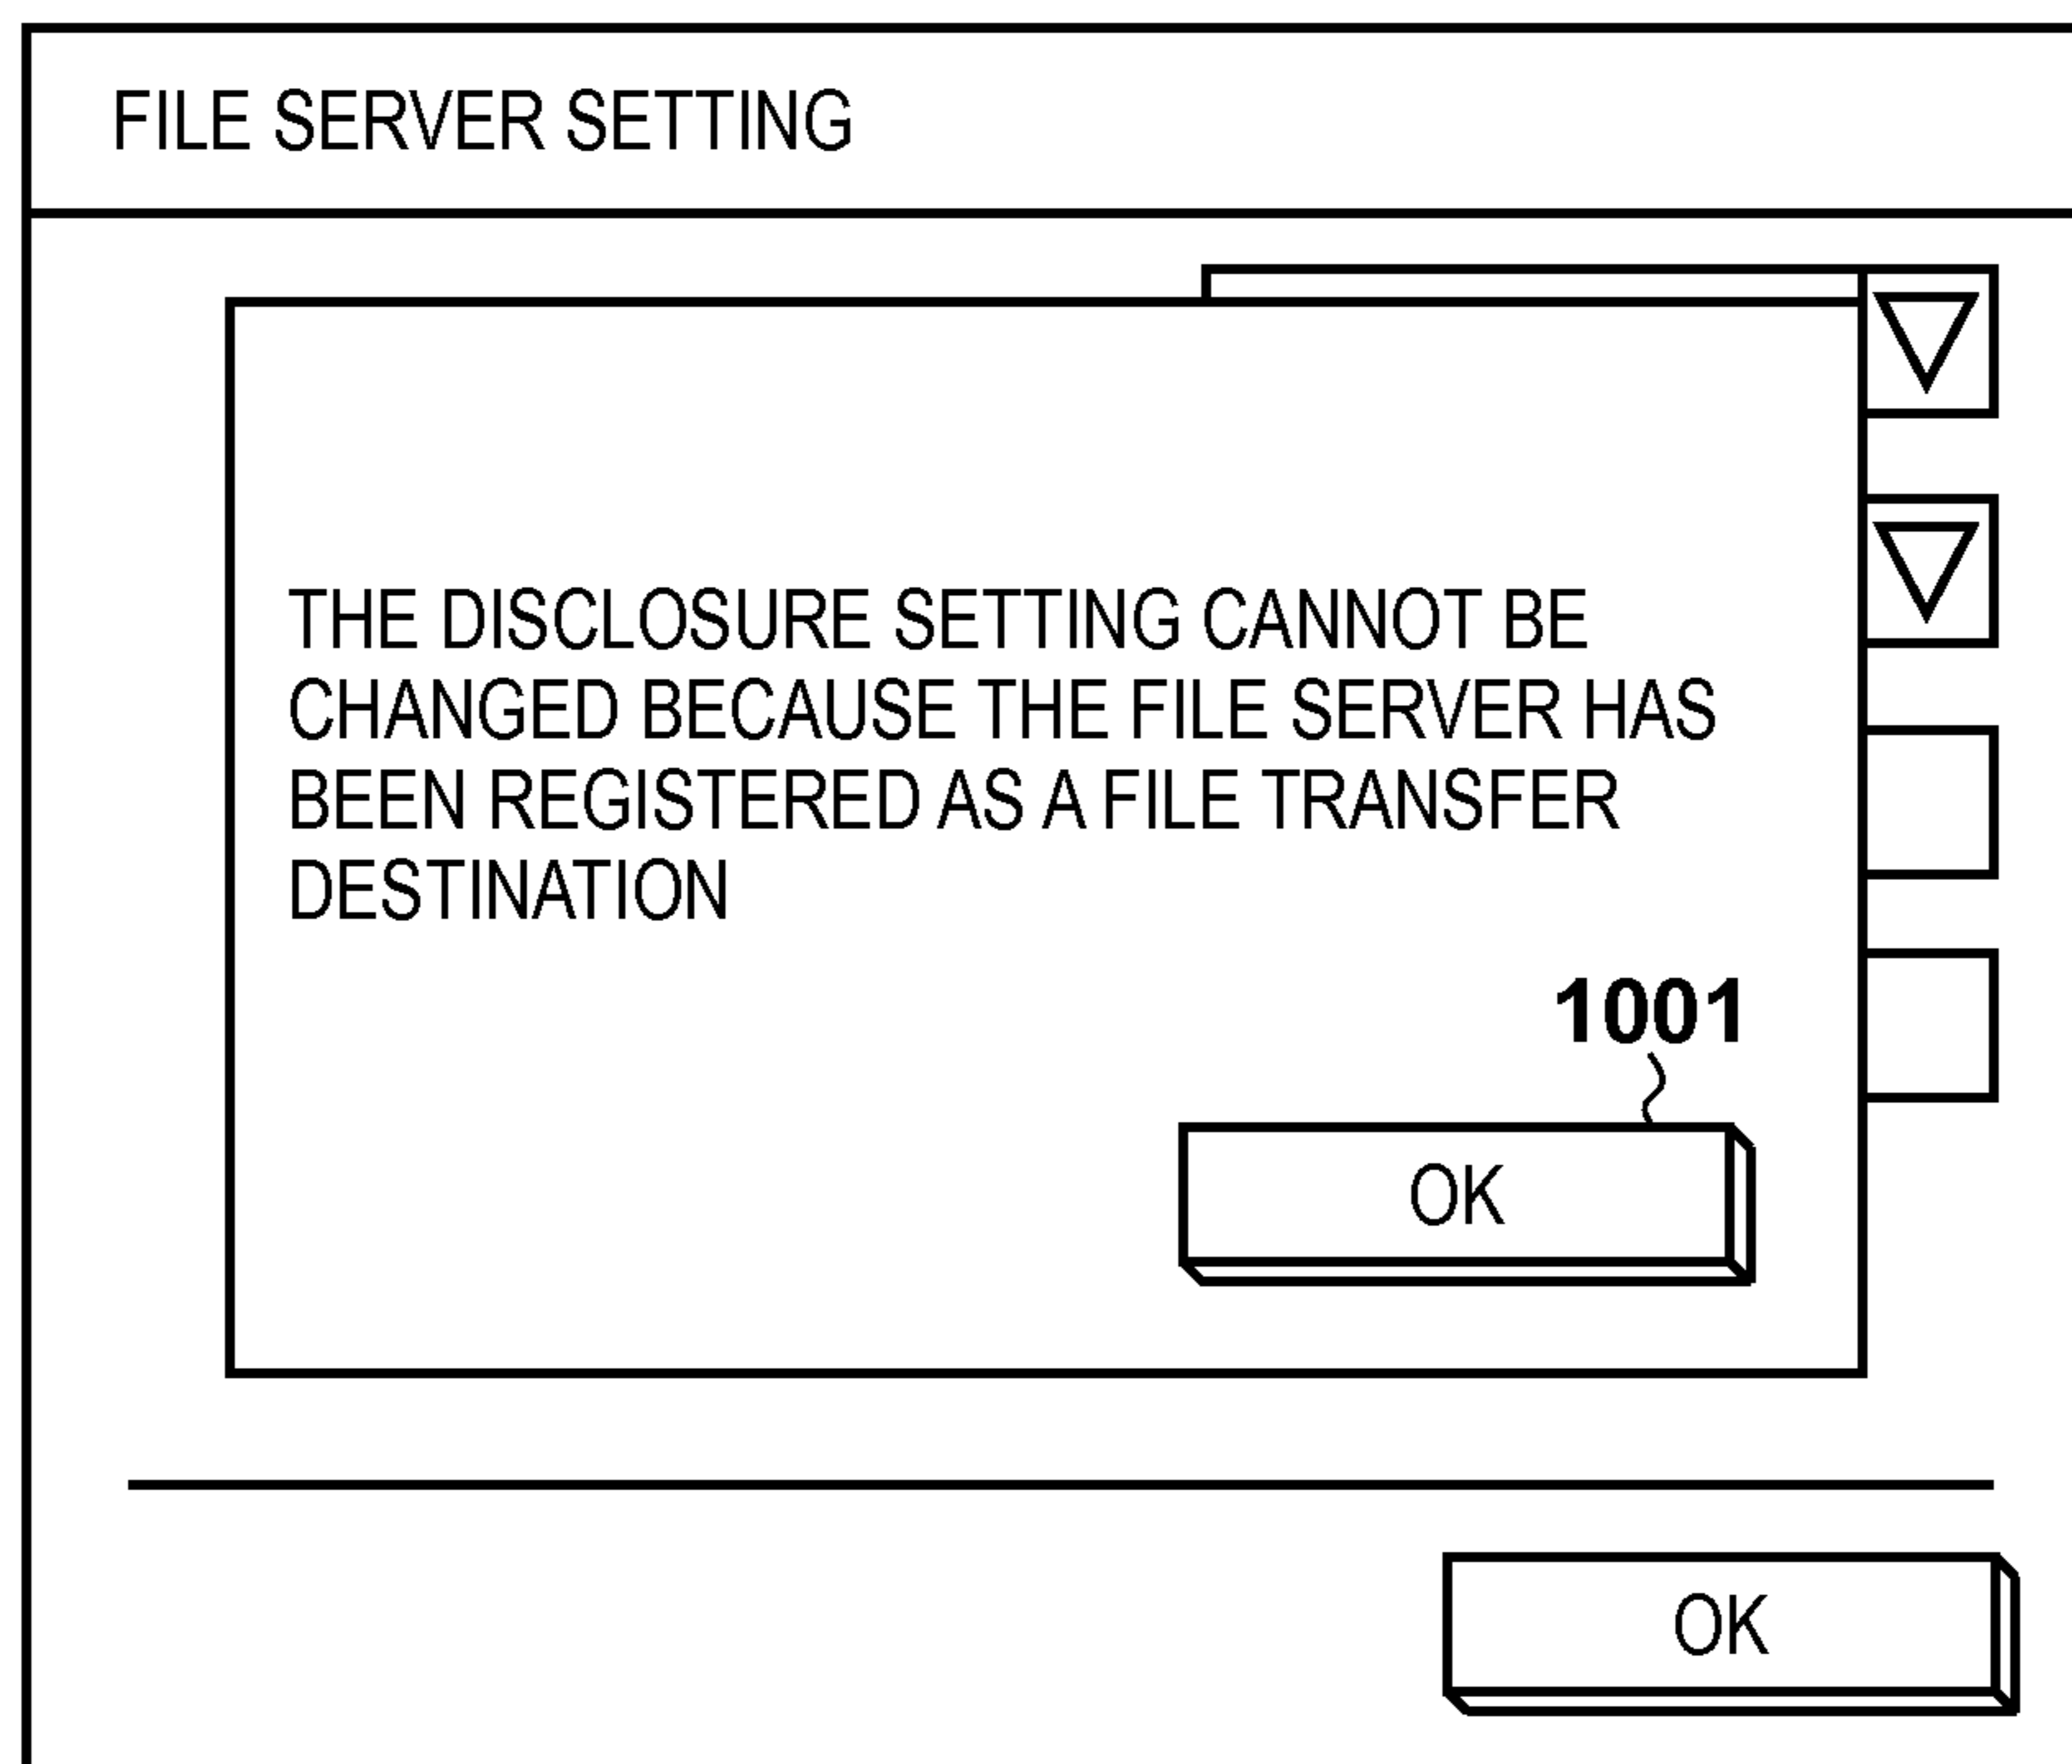 FILE SERVER SETTING
THE DISCLOSURE SETTING CANNOT BE
CHANGED BECAUSE THE FILE SERVER HAS
BEEN REGISTERED AS A FILE TRANSFER
DESTINATION
1001
OK
OK